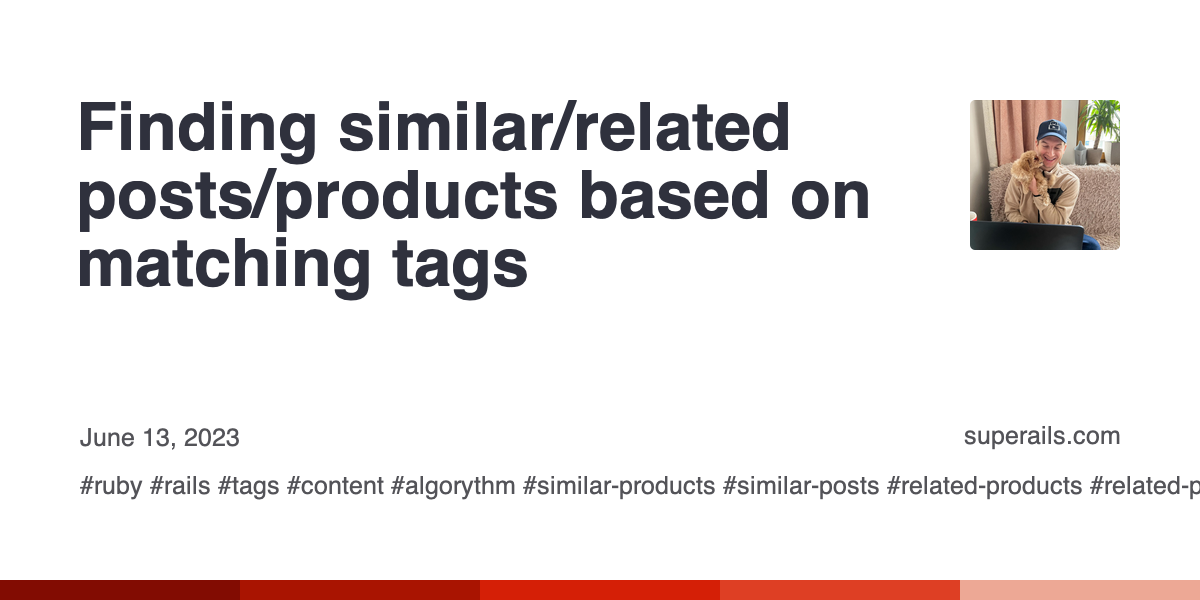 Finding similar/related
posts/products based on
matching tags
June 13, 2023
superails.com
#ruby #rails #tags #content #algorythm #similar-products #similar-posts #related-products #related-p